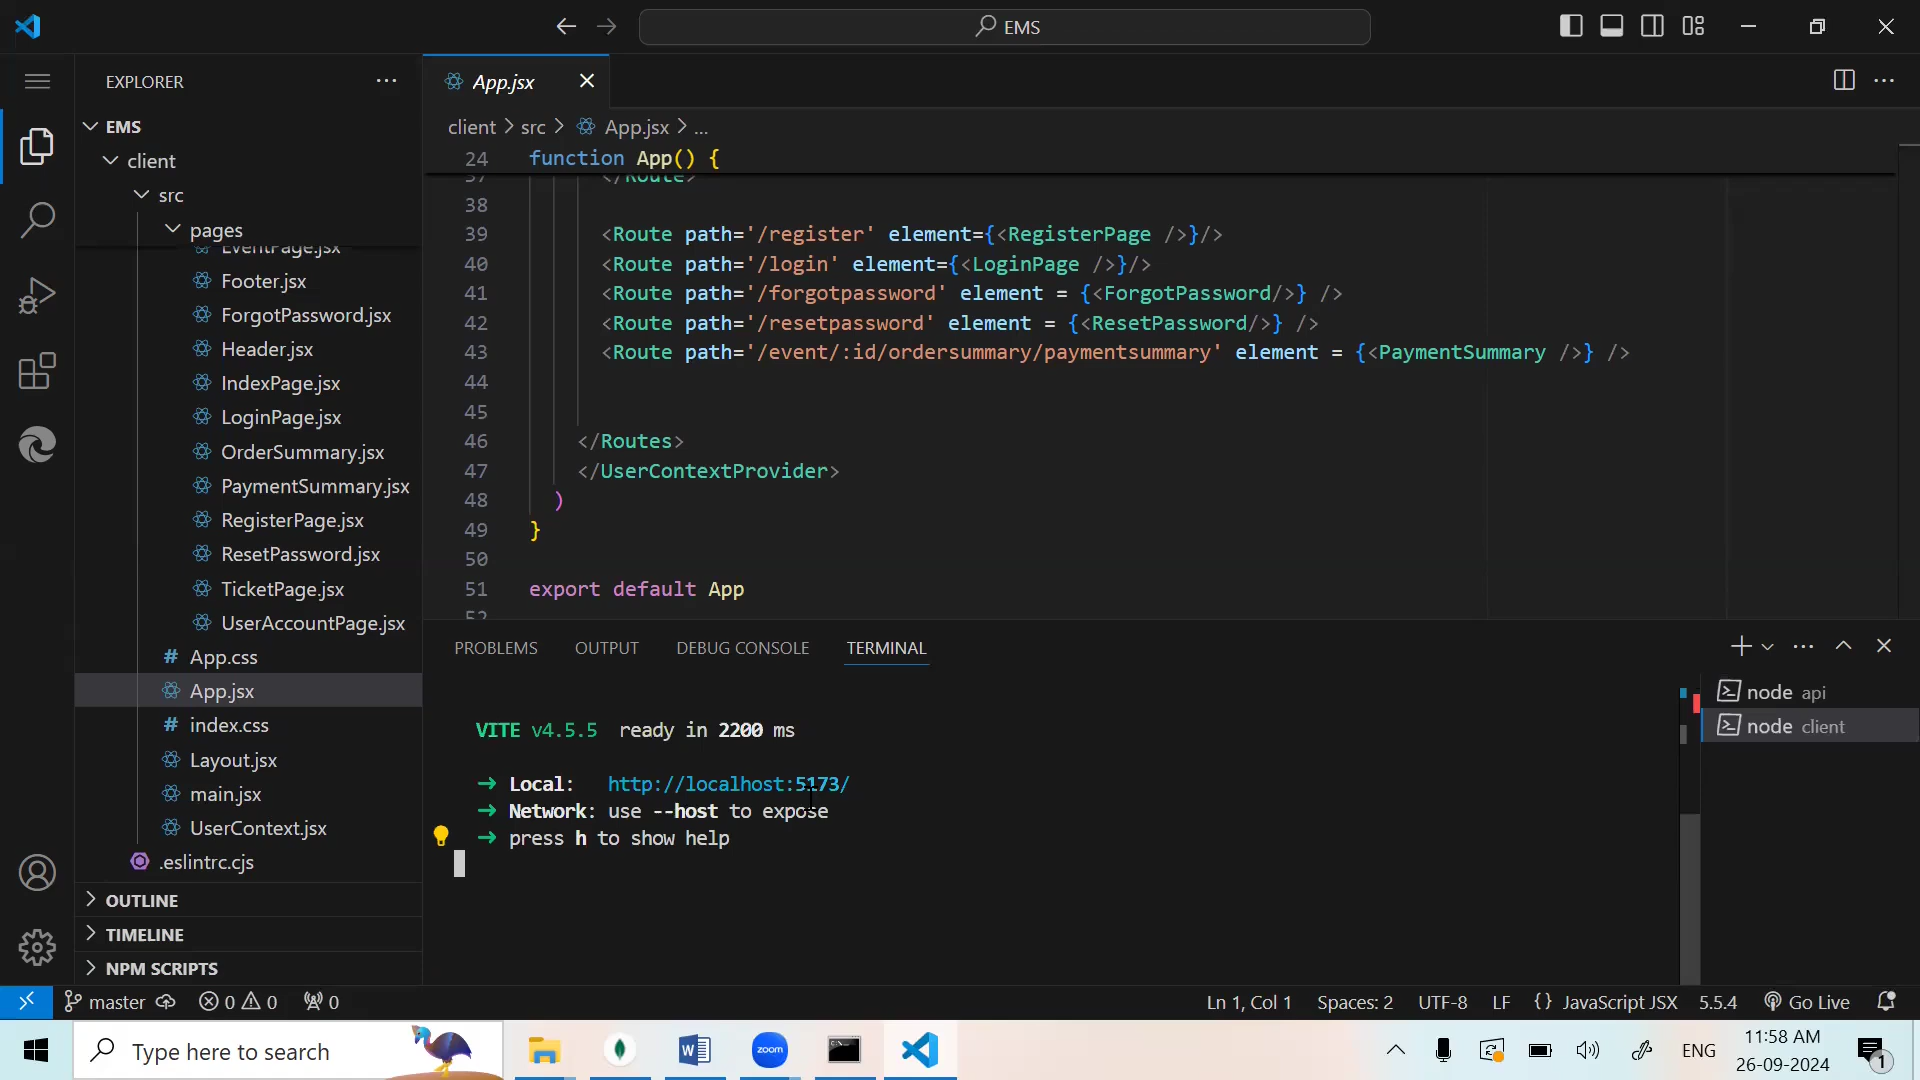 EMS
EXPLORER
EMS
client
src
pages
EventPage.jsx
Footer.jsx
ForgotPassword.jsx
Header.jsx
IndexPage.jsx
LoginPage.jsx
OrderSummary.jsx
PaymentSummary.jsx
RegisterPage.jsx
ResetPassword.jsx
TicketPage.jsx
UserAccountPage.jsx
# App.css
App.jsx
# index.css
Layout.jsx
main.jsx
UserContext.jsx
.eslintrc.cjs
OUTLINE
TIMELINE
NPM SCRIPTS
App.jsx
client > src > App.jsx > ...
24 function App() {
37 </Route>
38
39 <Route path='/register' element={<RegisterPage />}/>
40 <Route path='/login' element={<LoginPage />}/>
41 <Route path='/forgotpassword' element = {<ForgotPassword/>} />
42 <Route path='/resetpassword' element = {<ResetPassword/>} />
43 <Route path='/event/:id/ordersummary/paymentsummary' element = {<PaymentSummary />} />
44
45
46 </Routes>
47 </UserContextProvider>
48 )
49 }
50
51 export default App
52
PROBLEMS OUTPUT DEBUG CONSOLE TERMINAL
VITE v4.5.5 ready in 2200 ms
➜ Local: http://localhost:5173/
➜ Network: use --host to expose
➜ press h to show help
node api
node client
master 0 0 0 Ln 1, Col 1 Spaces: 2 UTF-8 LF {} JavaScript JSX 5.5.4 Go Live
Type here to search
zoom
ENG
11:58 AM
26-09-2024
1